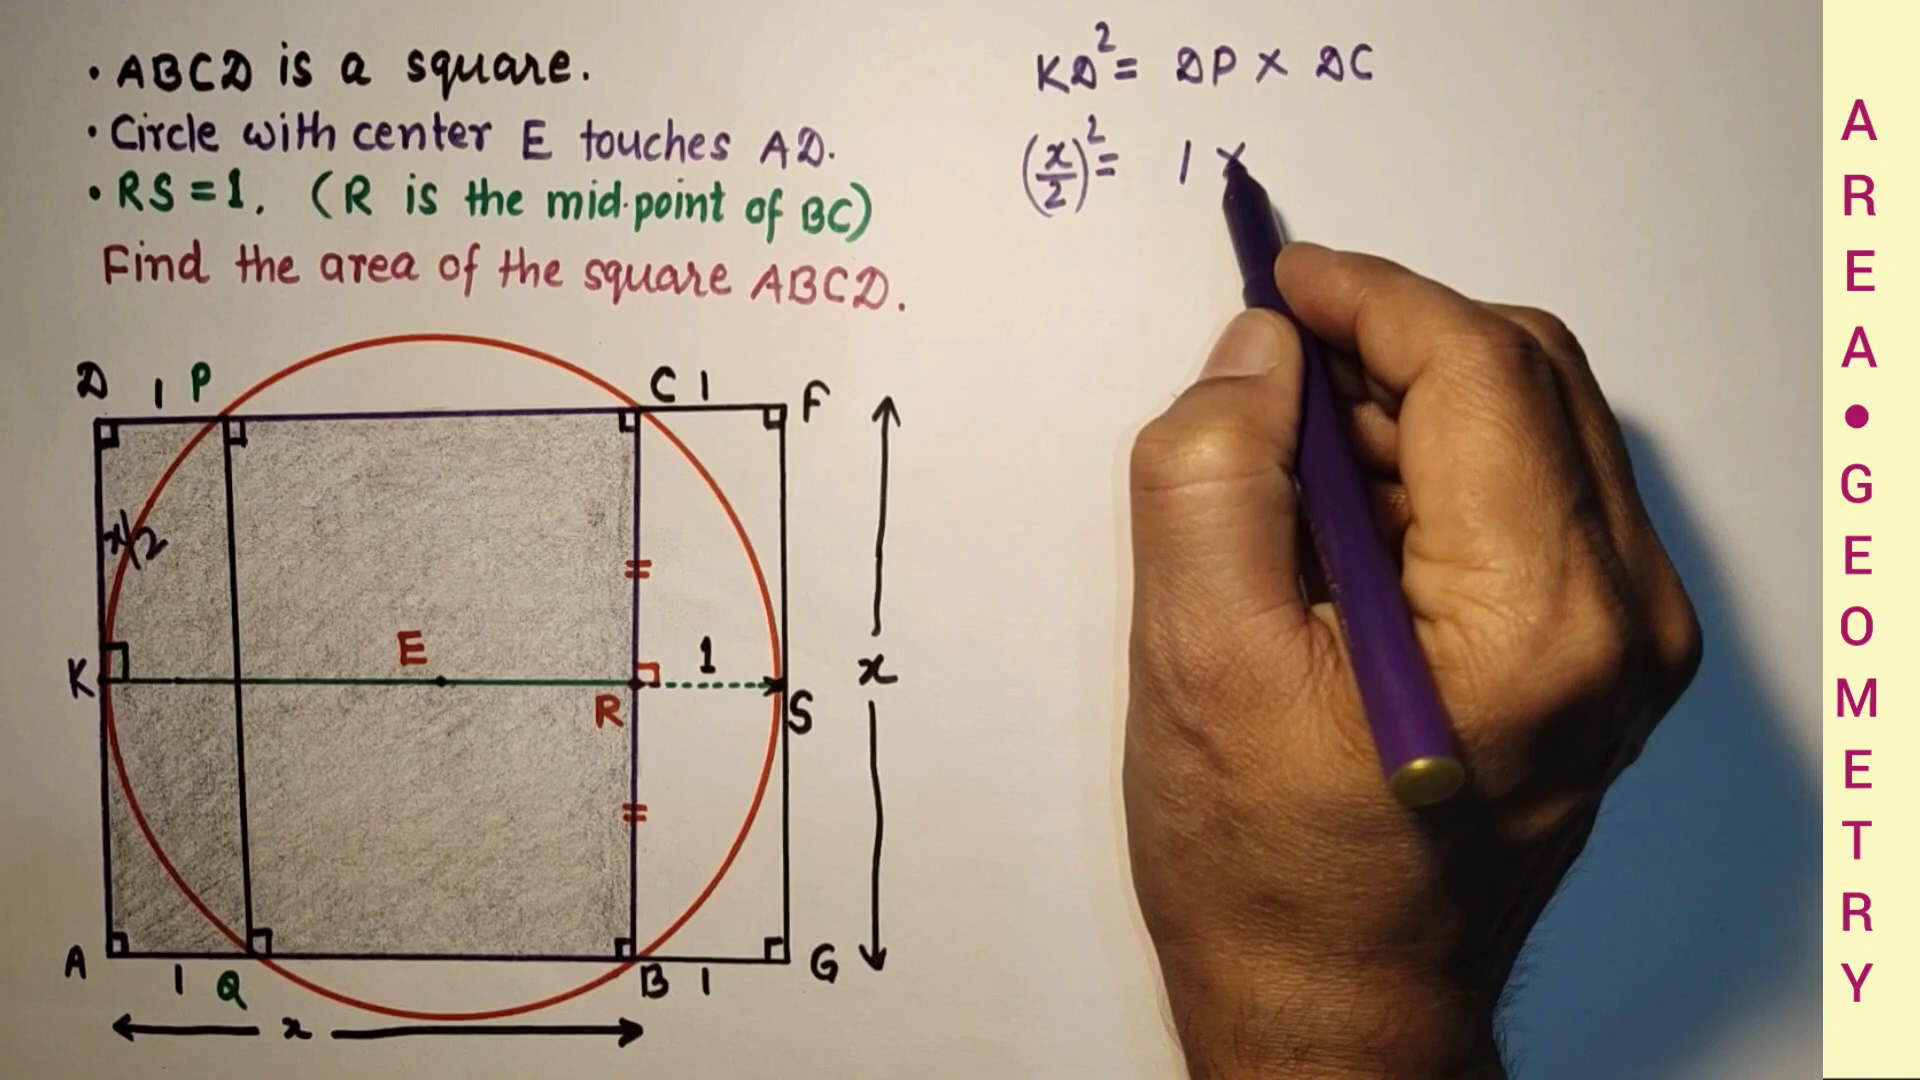 • ABCD is a square.
• Circle with center E touches AD.
• RS = 1. (R is the mid-point of BC)
Find the area of the square ABCD.
KD² = DP × DC
(x/2)² = 1 ×
D 1 P C 1 F
x/2
E 1
K R S x
A 1 Q B 1 G
x
AREA • GEOMETRY